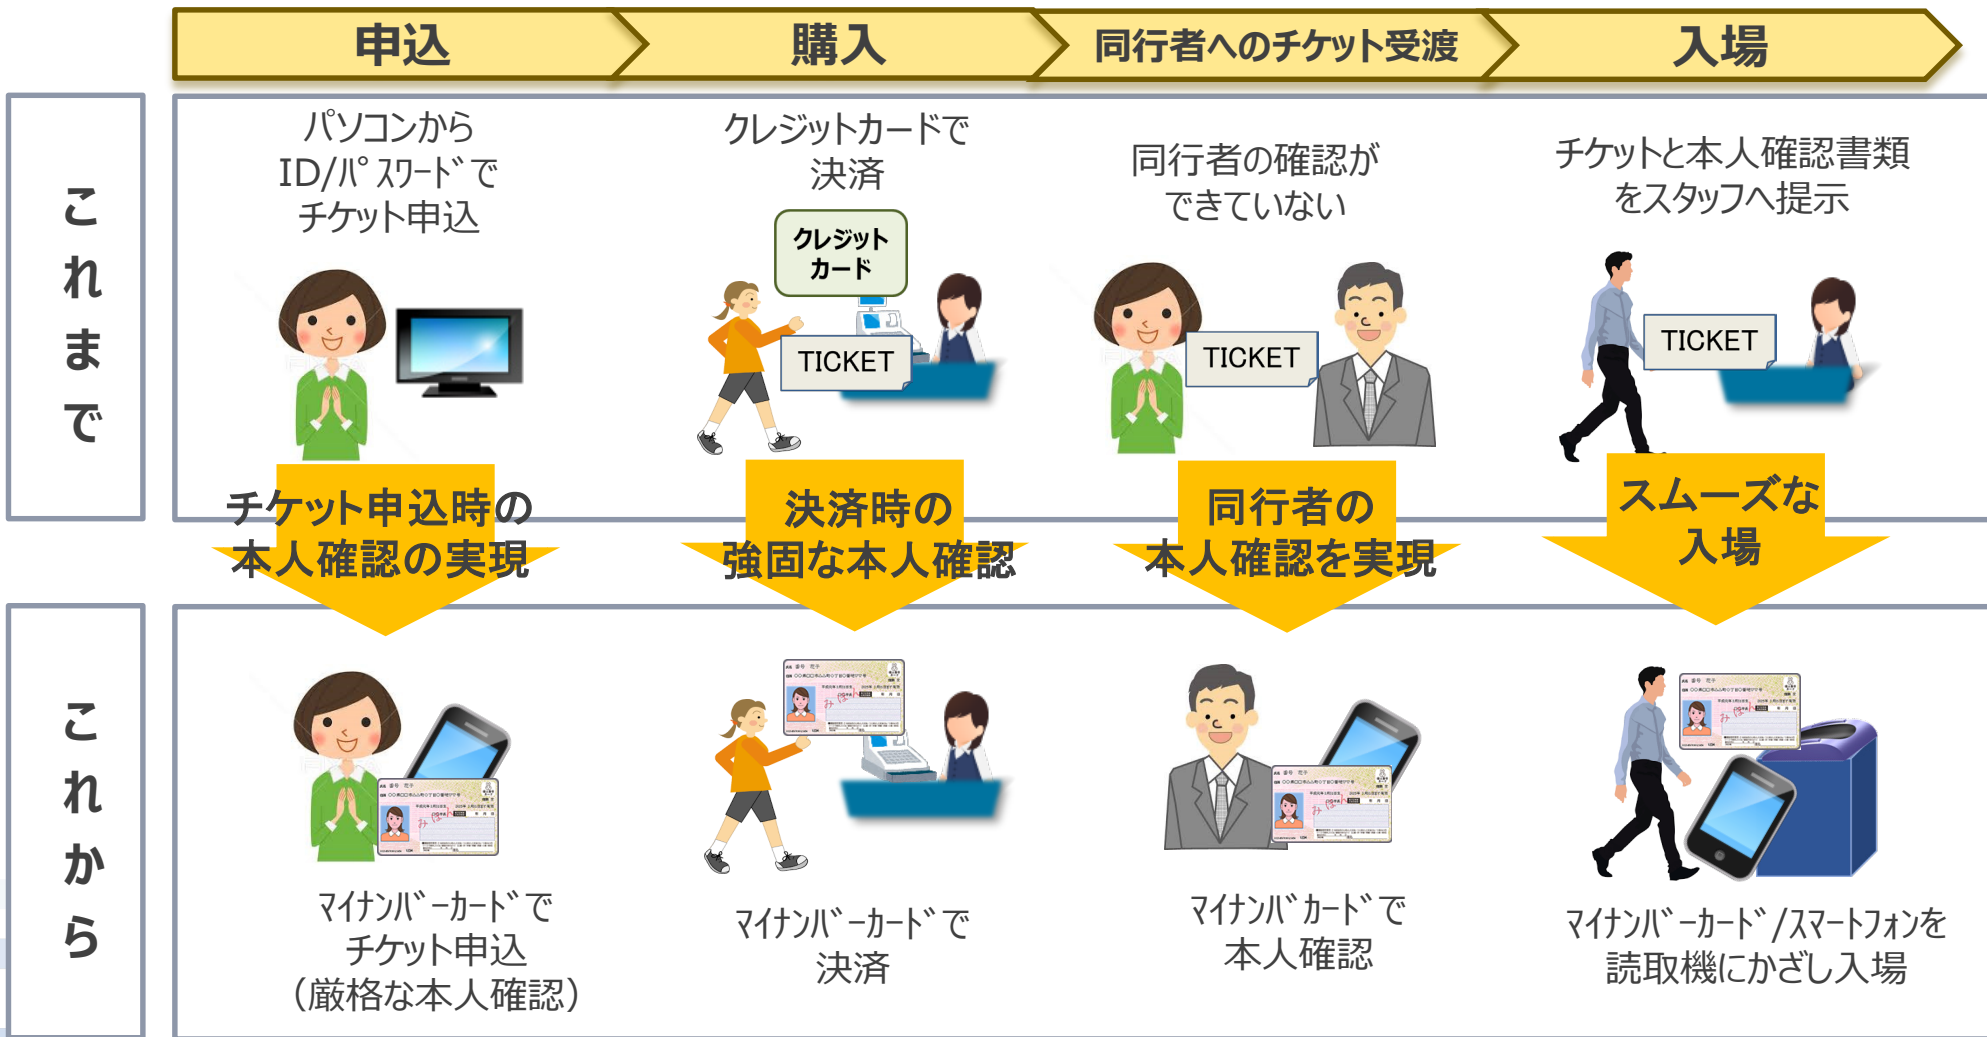 申込
購入
同行者へのチケット受渡
入場
これまで
パソコンから
ID/ﾊﾟｽﾜｰﾄﾞで
チケット申込
クレジットカードで
決済
クレジット
カード
TICKET
同行者の確認が
できていない
TICKET
チケットと本人確認書類
をスタッフへ提示
TICKET
チケット申込時の
本人確認の実現
決済時の
強固な本人確認
同行者の
本人確認を実現
スムーズな
入場
これから
ﾏｲﾅﾝﾊﾞｰｶｰﾄﾞで
チケット申込
（厳格な本人確認）
ﾏｲﾅﾝﾊﾞｰｶｰﾄﾞで
決済
ﾏｲﾅﾝﾊﾞｶｰﾄﾞで
本人確認
ﾏｲﾅﾝﾊﾞｰｶｰﾄﾞ/ｽﾏｰﾄﾌｫﾝを
読取機にかざし入場